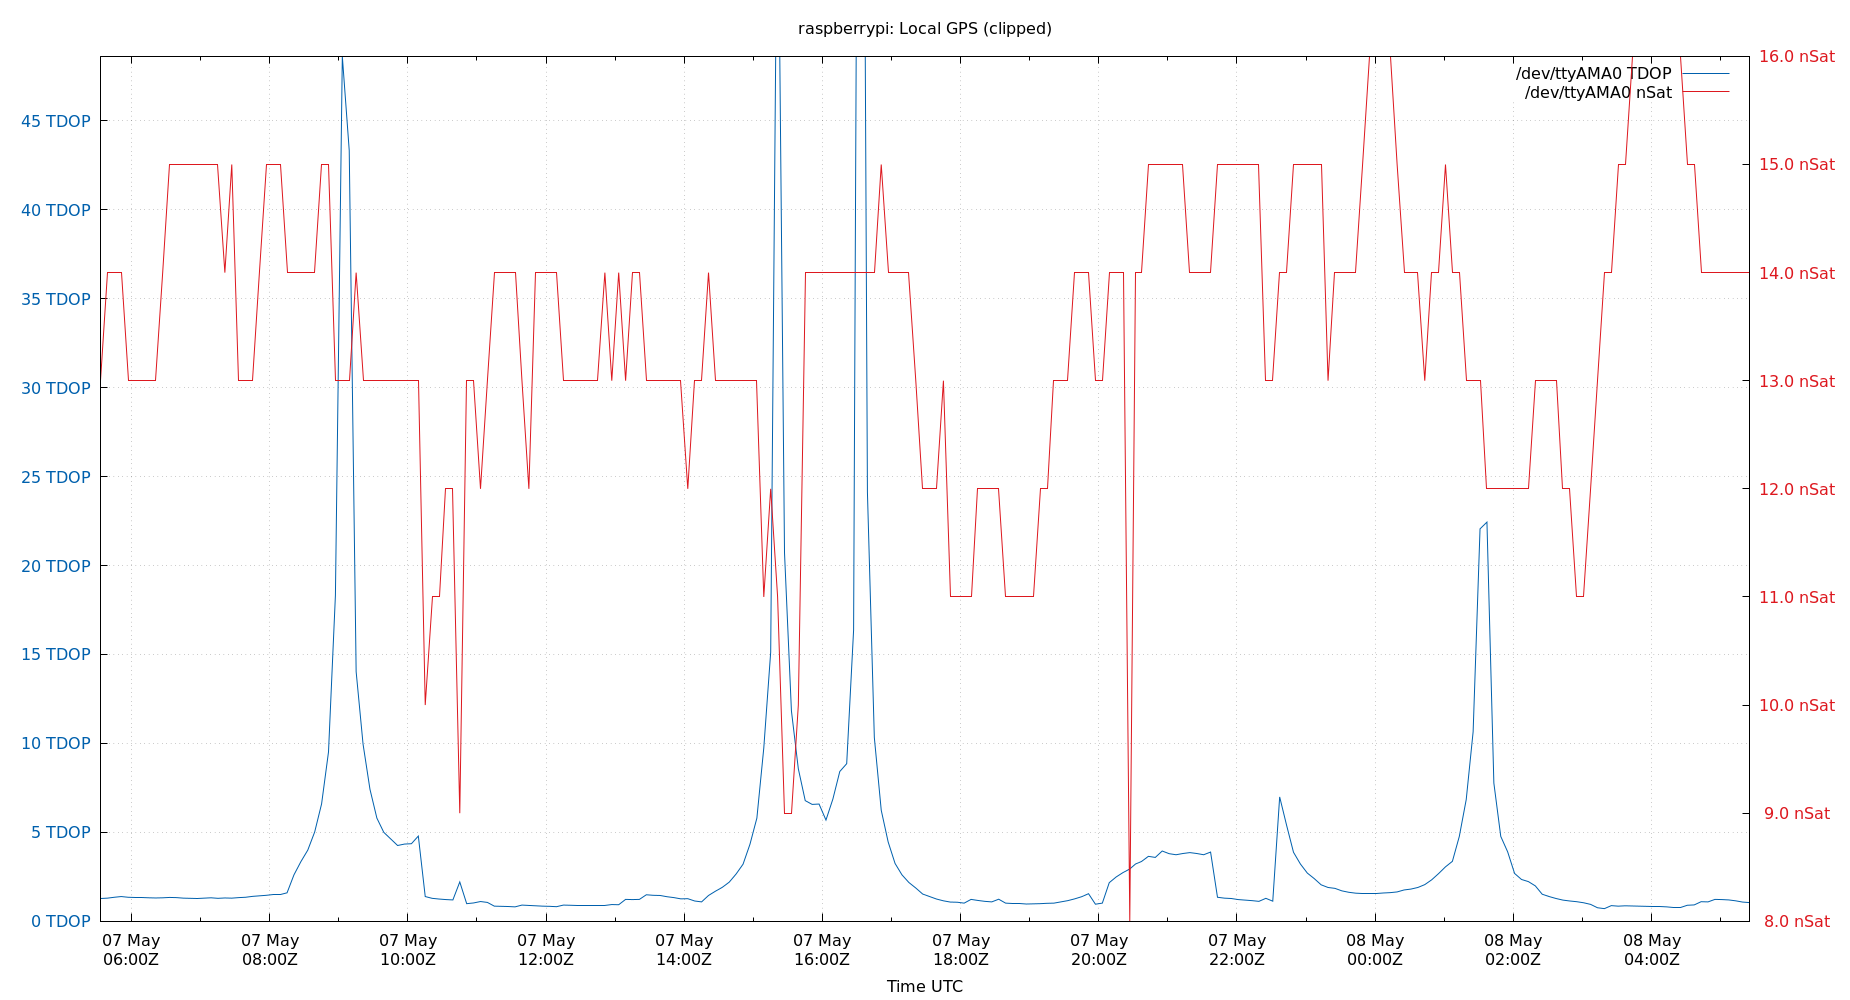 raspberrypi: Local GPS (clipped)
/dev/ttyAMA0 TDOP
/dev/ttyAMA0 nSat
45 TDOP
40 TDOP
35 TDOP
30 TDOP
25 TDOP
20 TDOP
15 TDOP
10 TDOP
5 TDOP
0 TDOP
16.0 nSat
15.0 nSat
14.0 nSat
13.0 nSat
12.0 nSat
11.0 nSat
10.0 nSat
9.0 nSat
8.0 nSat
07 May 07 May 07 May 07 May 07 May 07 May 07 May 07 May 07 May 08 May 08 May 08 May
06:00Z 08:00Z 10:00Z 12:00Z 14:00Z 16:00Z 18:00Z 20:00Z 22:00Z 00:00Z 02:00Z 04:00Z
Time UTC